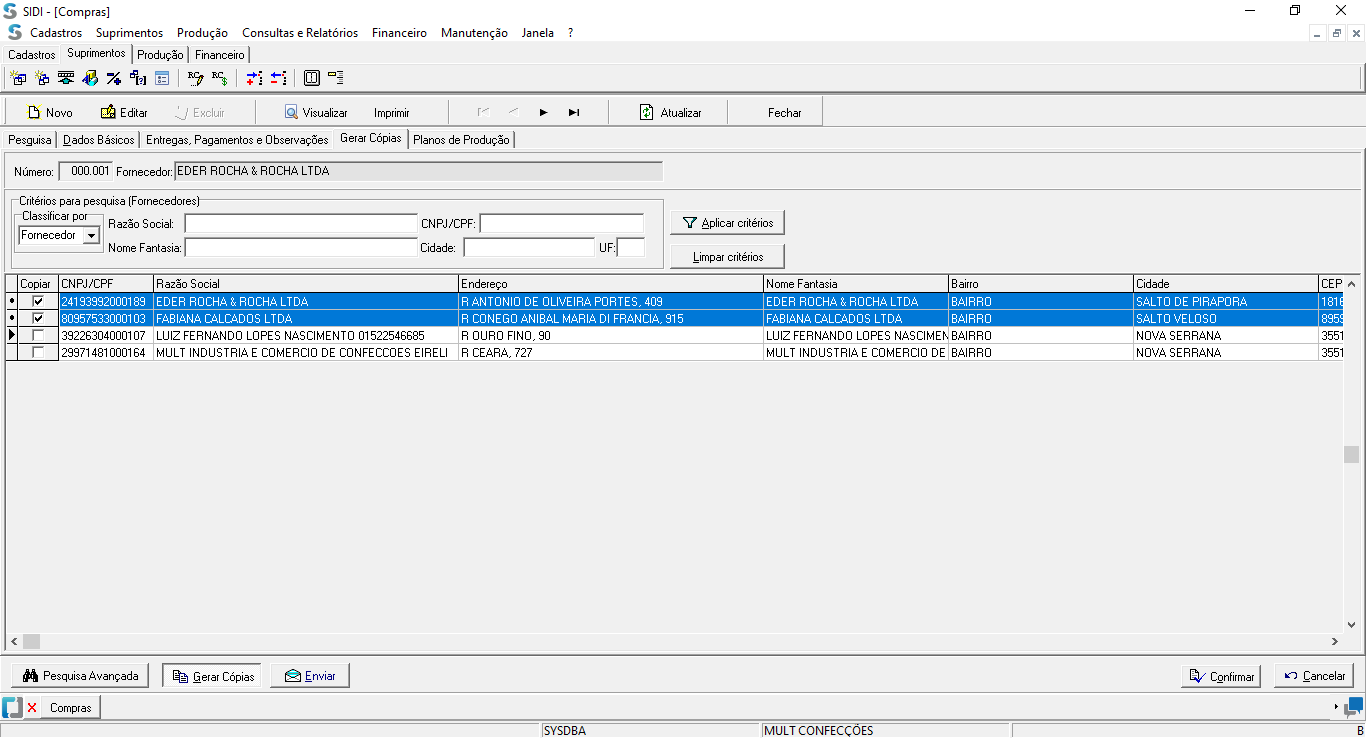 SIDI - [Compras]
Cadastros Suprimentos Produção Consultas e Relatórios Financeiro Manutenção Janela ?
Cadastros Suprimentos Produção Financeiro
Novo Editar Excluir Visualizar Imprimir Atualizar Fechar
Pesquisa Dados Básicos Entregas, Pagamentos e Observações Gerar Cópias Planos de Produção
Número: 000.001 Fornecedor: EDER ROCHA & ROCHA LTDA
Critérios para pesquisa (Fornecedores)
Classificar por
Fornecedor
Razão Social: CNPJ/CPF:
Nome Fantasia: Cidade: UF:
Aplicar critérios
Limpar critérios
Copiar CNPJ/CPF Razão Social Endereço Nome Fantasia Bairro Cidade CEP
24193992000189 EDER ROCHA & ROCHA LTDA R ANTONIO DE OLIVEIRA PORTES, 409 EDER ROCHA & ROCHA LTDA BAIRRO SALTO DE PIRAPORA 1816
80957533000103 FABIANA CALCADOS LTDA R CONEGO ANIBAL MARIA DI FRANCIA, 915 FABIANA CALCADOS LTDA BAIRRO SALTO VELOSO 8959
39226304000107 LUIZ FERNANDO LOPES NASCIMENTO 01522546685 R OURO FINO, 90 LUIZ FERNANDO LOPES NASCIMEN BAIRRO NOVA SERRANA 3551
29971481000164 MULT INDUSTRIA E COMERCIO DE CONFECCOES EIRELI R CEARA, 727 MULT INDUSTRIA E COMERCIO DE BAIRRO NOVA SERRANA 3551
Pesquisa Avançada Gerar Cópias Enviar Confirmar Cancelar
Compras
SYSDBA MULT CONFECÇÕES B